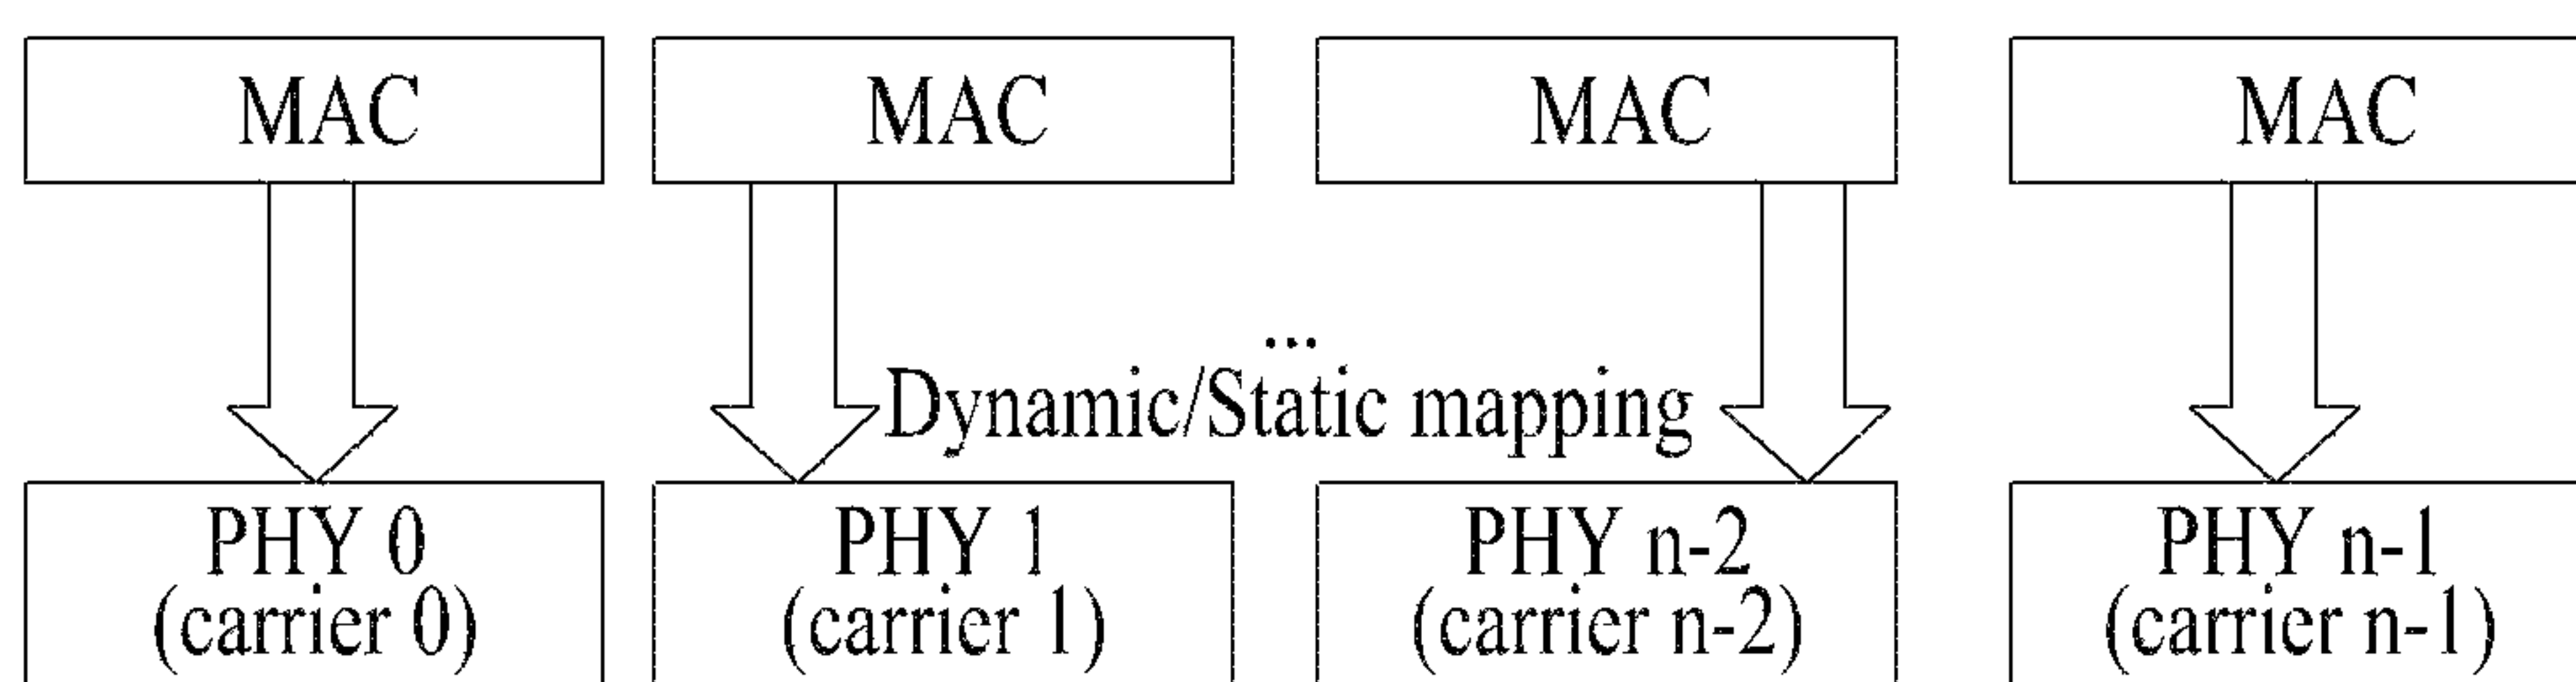 MAC
MAC
MAC
MAC
...
Dynamic/Static mapping
PHY 0
(carrier 0)
PHY 1
(carrier 1)
PHY n-2
(carrier n-2)
PHY n-1
(carrier n-1)